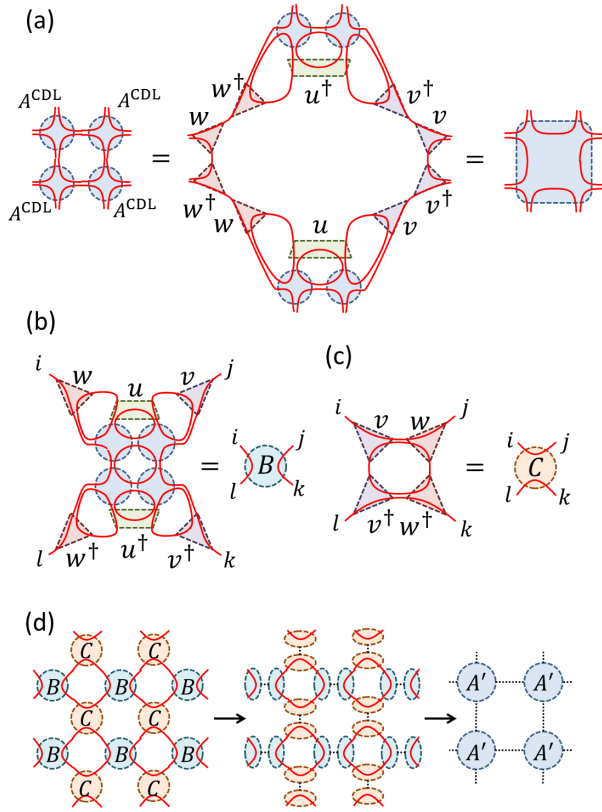 (a)
A^CDL A^CDL
A^CDL A^CDL
=
w† u† v†
w v
w† v†
w u v
=
(b)
i w u v j
l w† u† v† k
=
i j
B
l k
(c)
i v w j
l v† w† k
=
i j
C
l k
(d)
C C
B B B
C C
B B B
C C
A′ A′
A′ A′